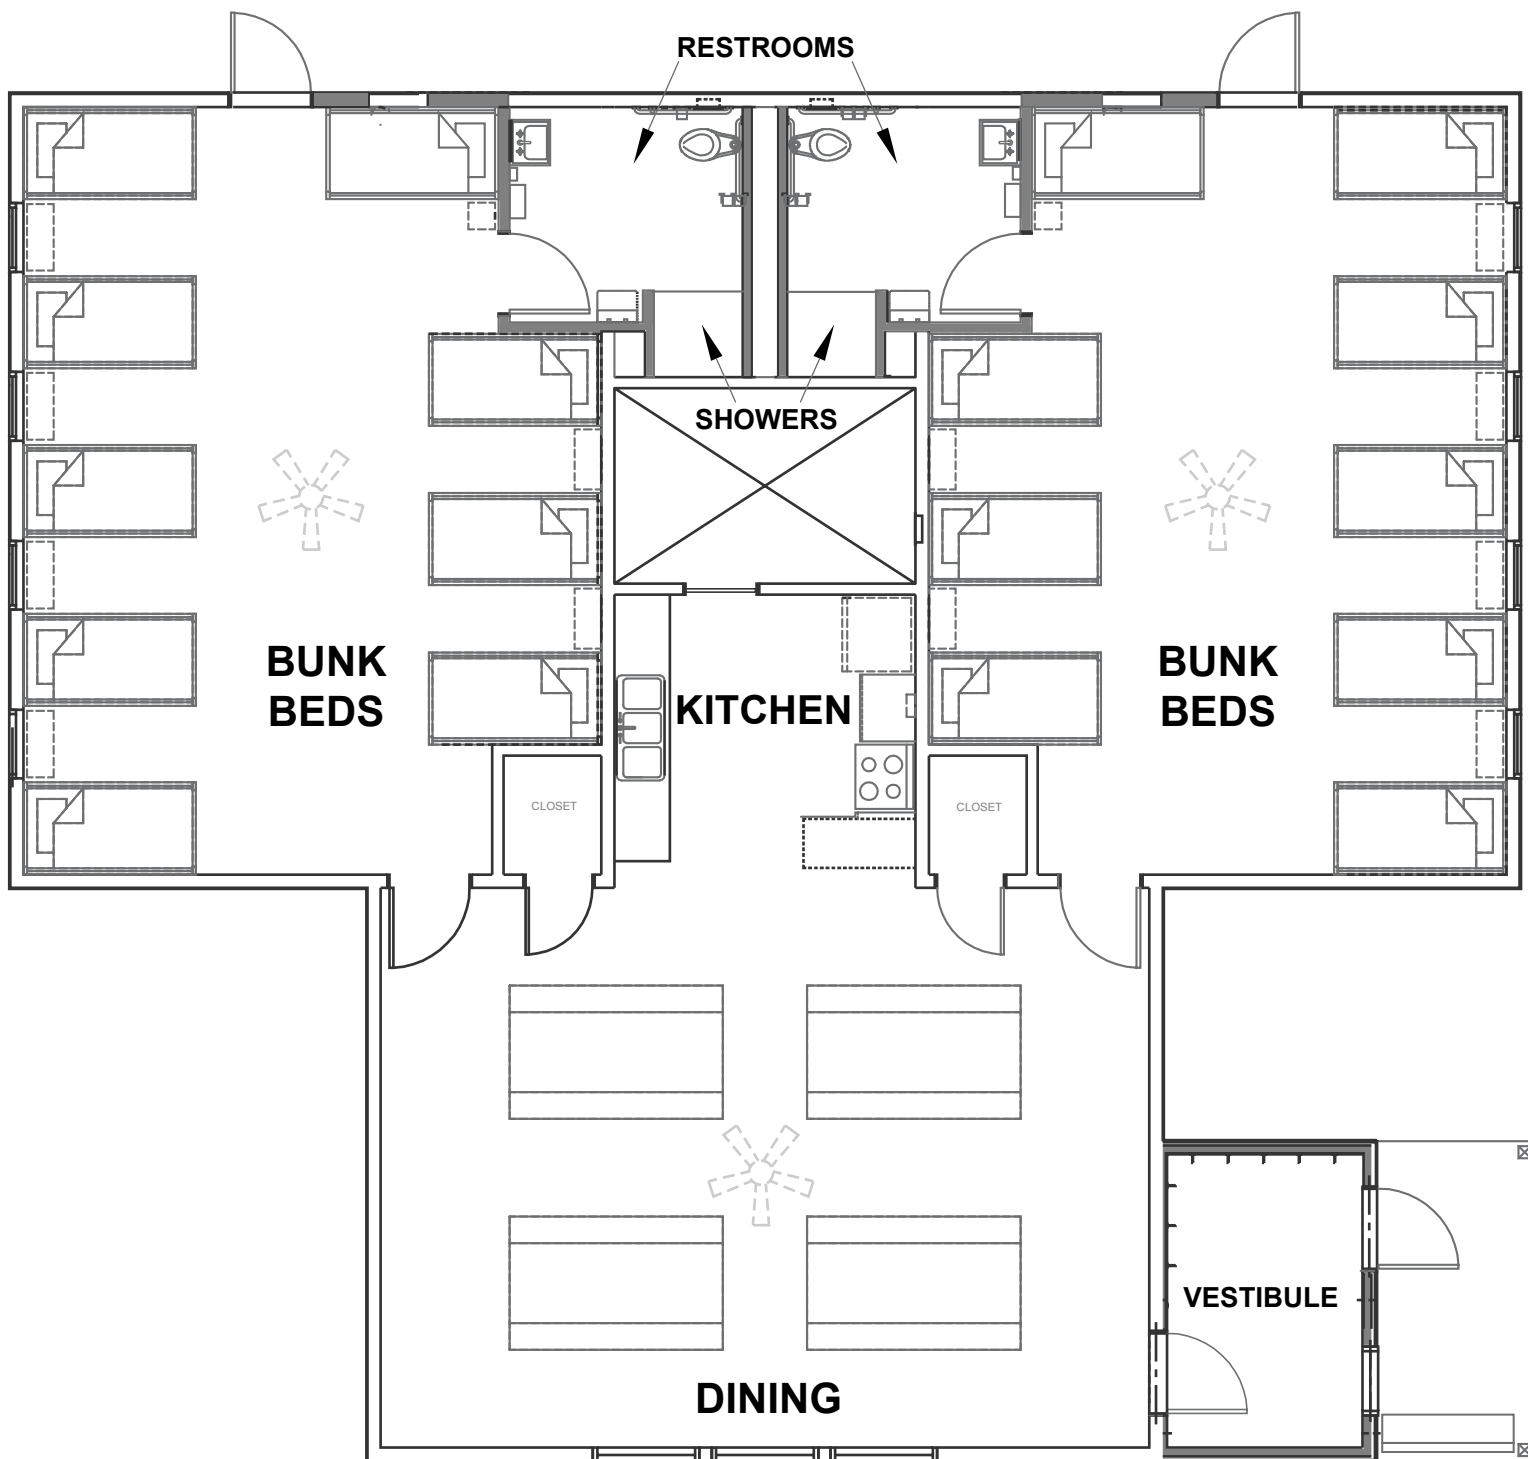 RESTROOMS
SHOWERS
BUNK
BEDS
KITCHEN
BUNK
BEDS
CLOSET
CLOSET
VESTIBULE
DINING